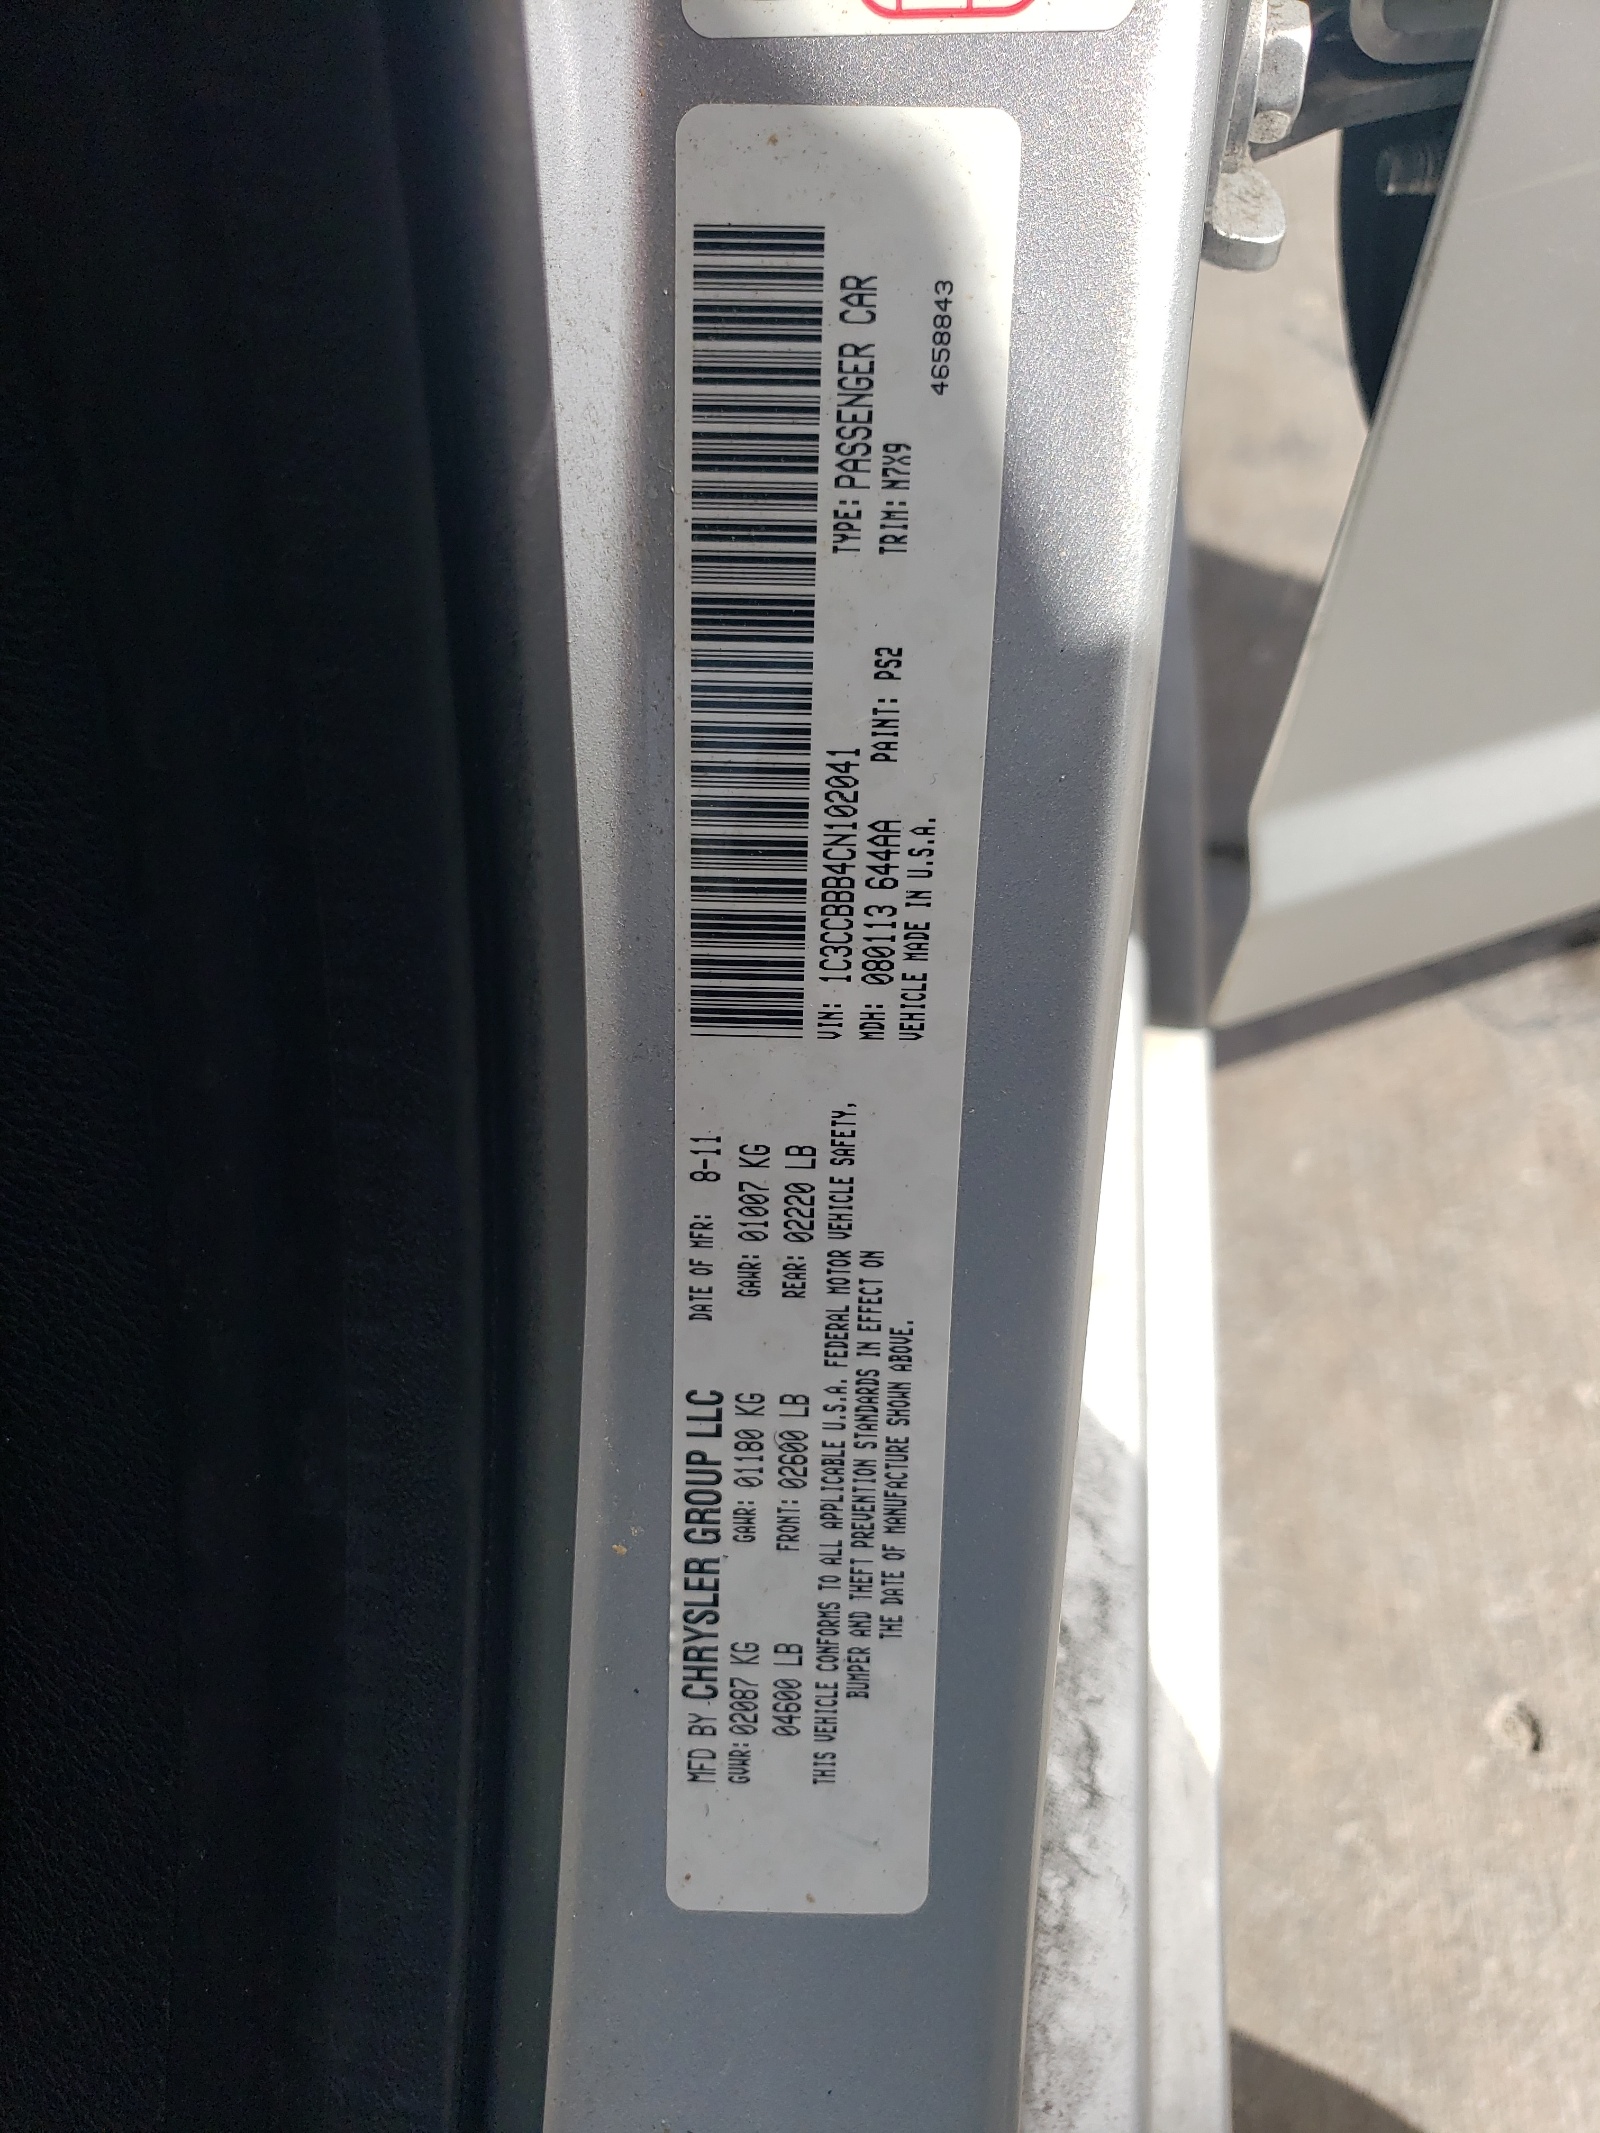 MFD BY CHRYSLER GROUP LLC DATE OF MFR: 8-11
GVWR: 02087 KG GAWR: 01180 KG GAWR: 01007 KG
04600 LB FRONT: 02600 LB REAR: 02220 LB
THIS VEHICLE CONFORMS TO ALL APPLICABLE U.S.A. FEDERAL MOTOR VEHICLE SAFETY,
BUMPER AND THEFT PREVENTION STANDARDS IN EFFECT ON
THE DATE OF MANUFACTURE SHOWN ABOVE.
VIN: 1C3CCBBB4CN102041 TYPE: PASSENGER CAR
MDH: 080113 644AA PAINT: PS2 TRIM: M7X9
VEHICLE MADE IN U.S.A.
4658843